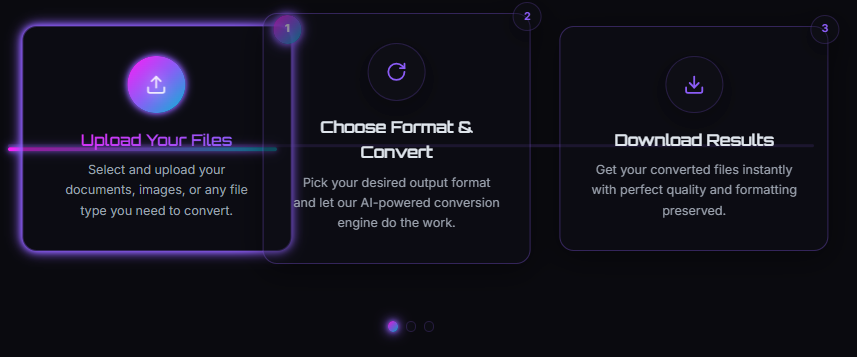 1
Upload Your Files
Select and upload your
documents, images, or any file
type you need to convert.
2
Choose Format &
Convert
Pick your desired output format
and let our AI-powered conversion
engine do the work.
3
Download Results
Get your converted files instantly
with perfect quality and formatting
preserved.